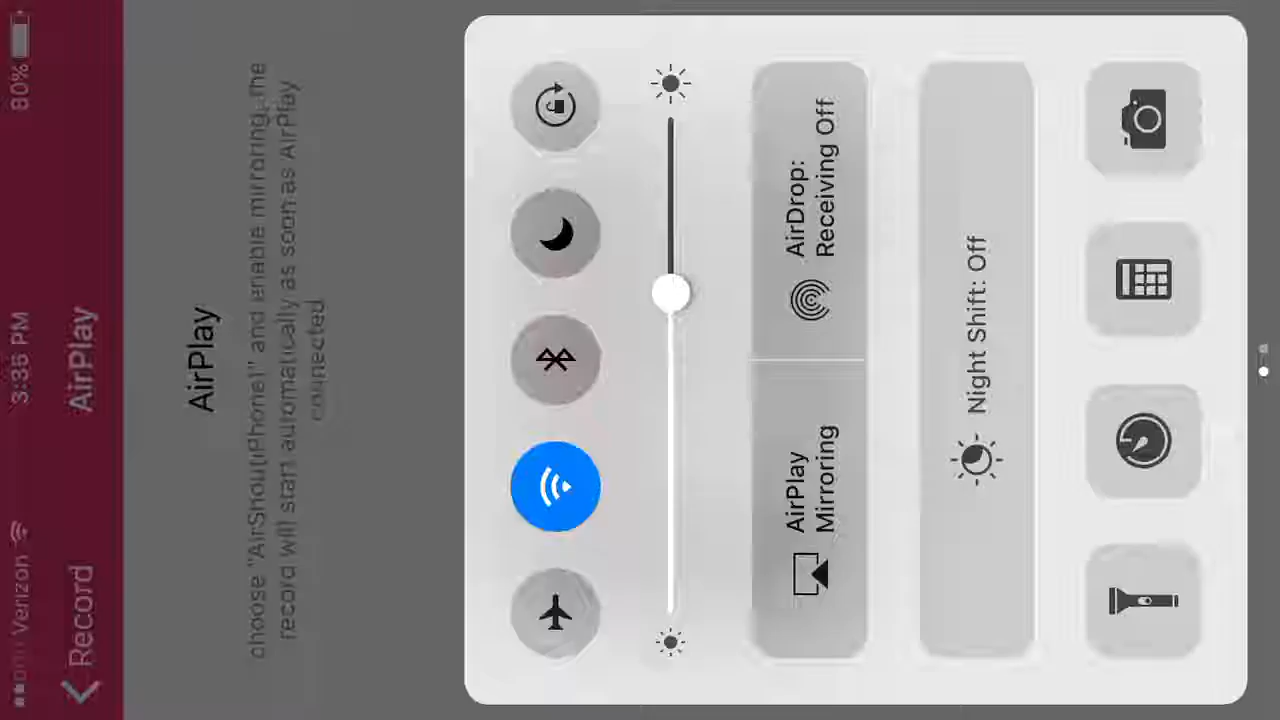 Verizon 3:36 PM 80%
Record AirPlay
AirPlay
choose "AirShou(iPhone)" and enable mirroring, the
record will start automatically as soon as AirPlay
connected
AirPlay
Mirroring
AirDrop:
Receiving Off
Night Shift: Off